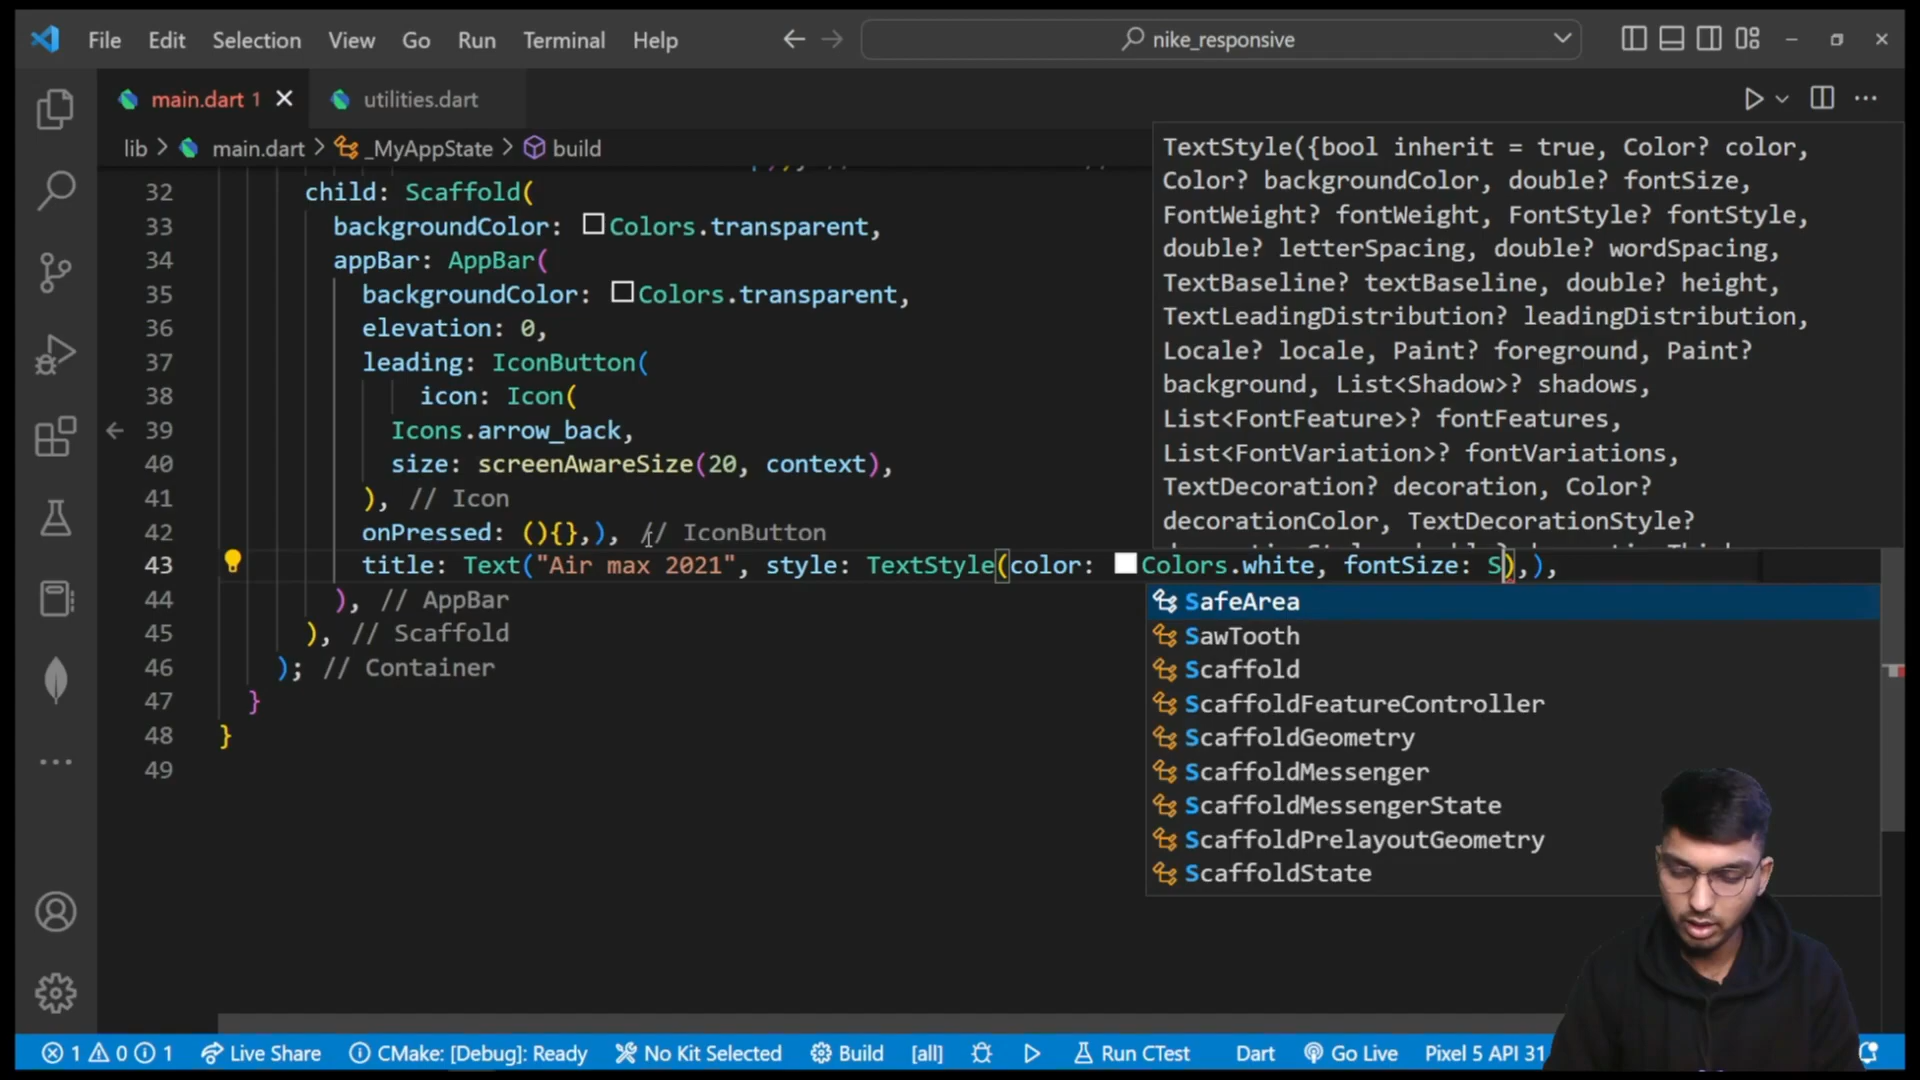 File Edit Selection View Go Run Terminal Help
nike_responsive
main.dart 1
utilities.dart
lib > main.dart > _MyAppState > build
32 child: Scaffold(
33 backgroundColor: Colors.transparent,
34 appBar: AppBar(
35 backgroundColor: Colors.transparent,
36 elevation: 0,
37 leading: IconButton(
38 icon: Icon(
39 Icons.arrow_back,
40 size: screenAwareSize(20, context),
41 ), // Icon
42 onPressed: (){},), // IconButton
43 title: Text("Air max 2021", style: TextStyle(color: Colors.white, fontSize: S),),
44 ), // AppBar
45 ), // Scaffold
46 ); // Container
47 }
48 }
49
TextStyle({bool inherit = true, Color? color,
Color? backgroundColor, double? fontSize,
FontWeight? fontWeight, FontStyle? fontStyle,
double? letterSpacing, double? wordSpacing,
TextBaseline? textBaseline, double? height,
TextLeadingDistribution? leadingDistribution,
Locale? locale, Paint? foreground, Paint?
background, List<Shadow>? shadows,
List<FontFeature>? fontFeatures,
List<FontVariation>? fontVariations,
TextDecoration? decoration, Color?
decorationColor, TextDecorationStyle?
SafeArea
SawTooth
Scaffold
ScaffoldFeatureController
ScaffoldGeometry
ScaffoldMessenger
ScaffoldMessengerState
ScaffoldPrelayoutGeometry
ScaffoldState
1 0 1 Live Share CMake: [Debug]: Ready No Kit Selected Build [all] Run CTest Dart Go Live Pixel 5 API 31